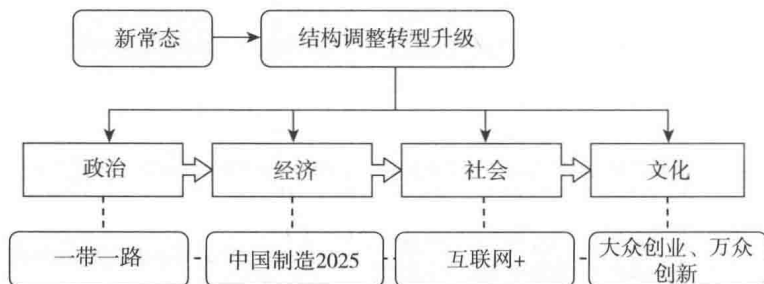 新常态
结构调整转型升级
政治
经济
社会
文化
一带一路
中国制造2025
互联网+
大众创业、万众
创新